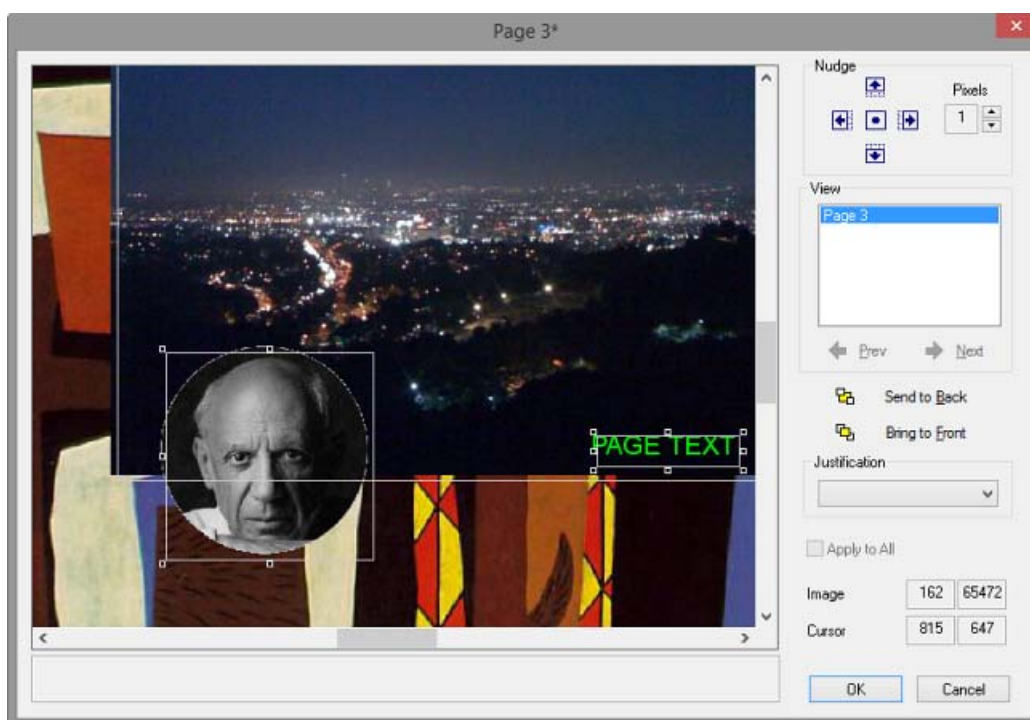 Page 3*
Nudge
Pixels
1
View
Page 3
Prev
Next
Send to Back
Bring to Front
PAGE TEXT
Justification
Apply to All
Image 162 65472
Cursor 815 647
OK Cancel